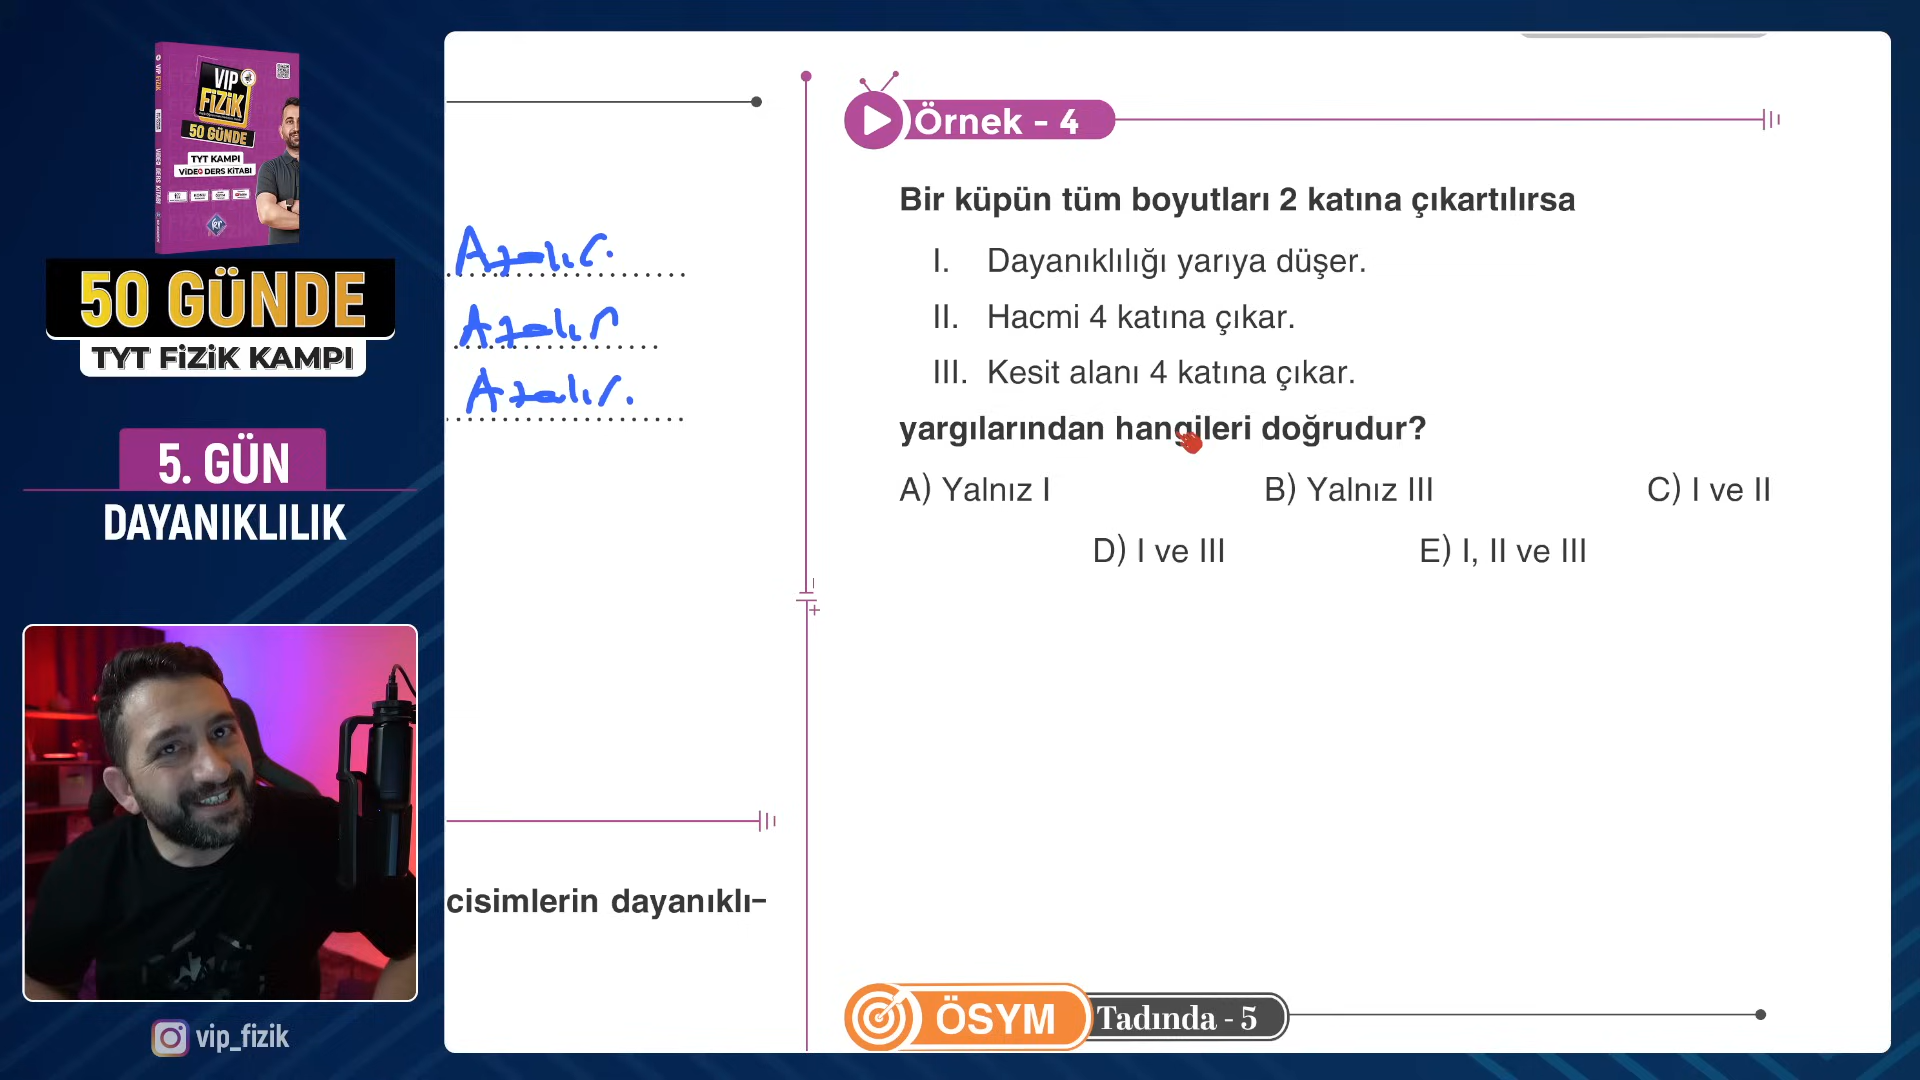 VIP
FİZİK
50 GÜNDE
TYT KAMPI
VİDEO DERS KİTABI
50 GÜNDE
TYT FİZİK KAMPI
5. GÜN
DAYANIKLILIK
vip_fizik
Azalır.
Azalır
Azalır.
cisimlerin dayanıklı-
Örnek - 4
Bir küpün tüm boyutları 2 katına çıkartılırsa
I. Dayanıklılığı yarıya düşer.
II. Hacmi 4 katına çıkar.
III. Kesit alanı 4 katına çıkar.
yargılarından hangileri doğrudur?
A) Yalnız I B) Yalnız III C) I ve II
D) I ve III E) I, II ve III
ÖSYM Tadında - 5